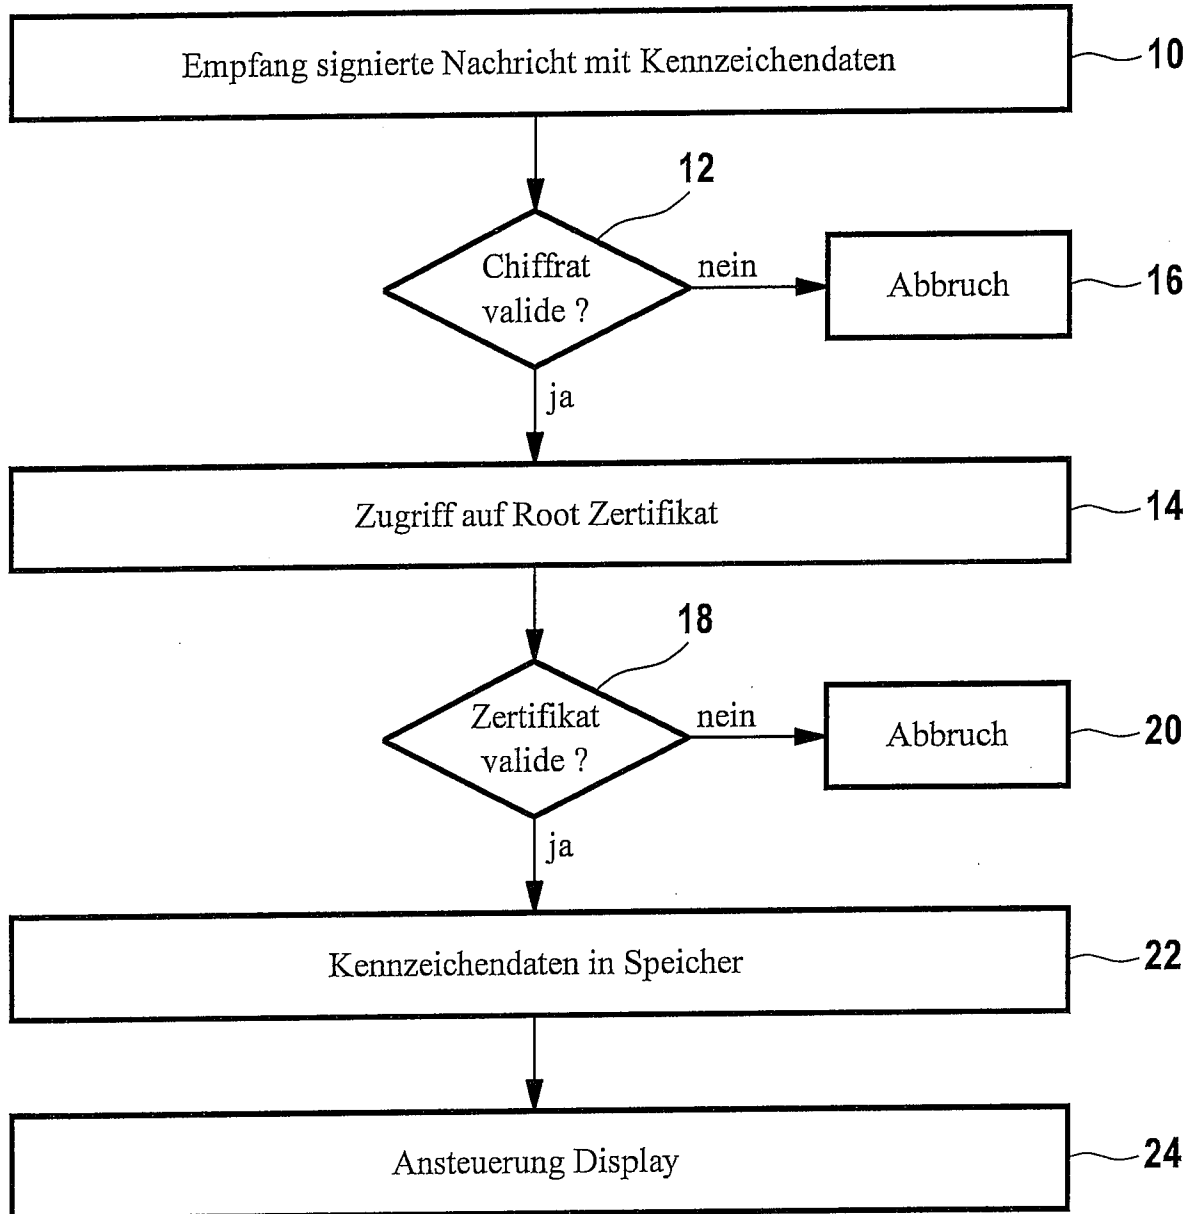 Empfang signierte Nachricht mit Kennzeichendaten
10
12
Chiffrat
valide ?
nein
Abbruch
16
ja
Zugriff auf Root Zertifikat
14
18
Zertifikat
valide ?
nein
Abbruch
20
ja
Kennzeichendaten in Speicher
22
Ansteuerung Display
24